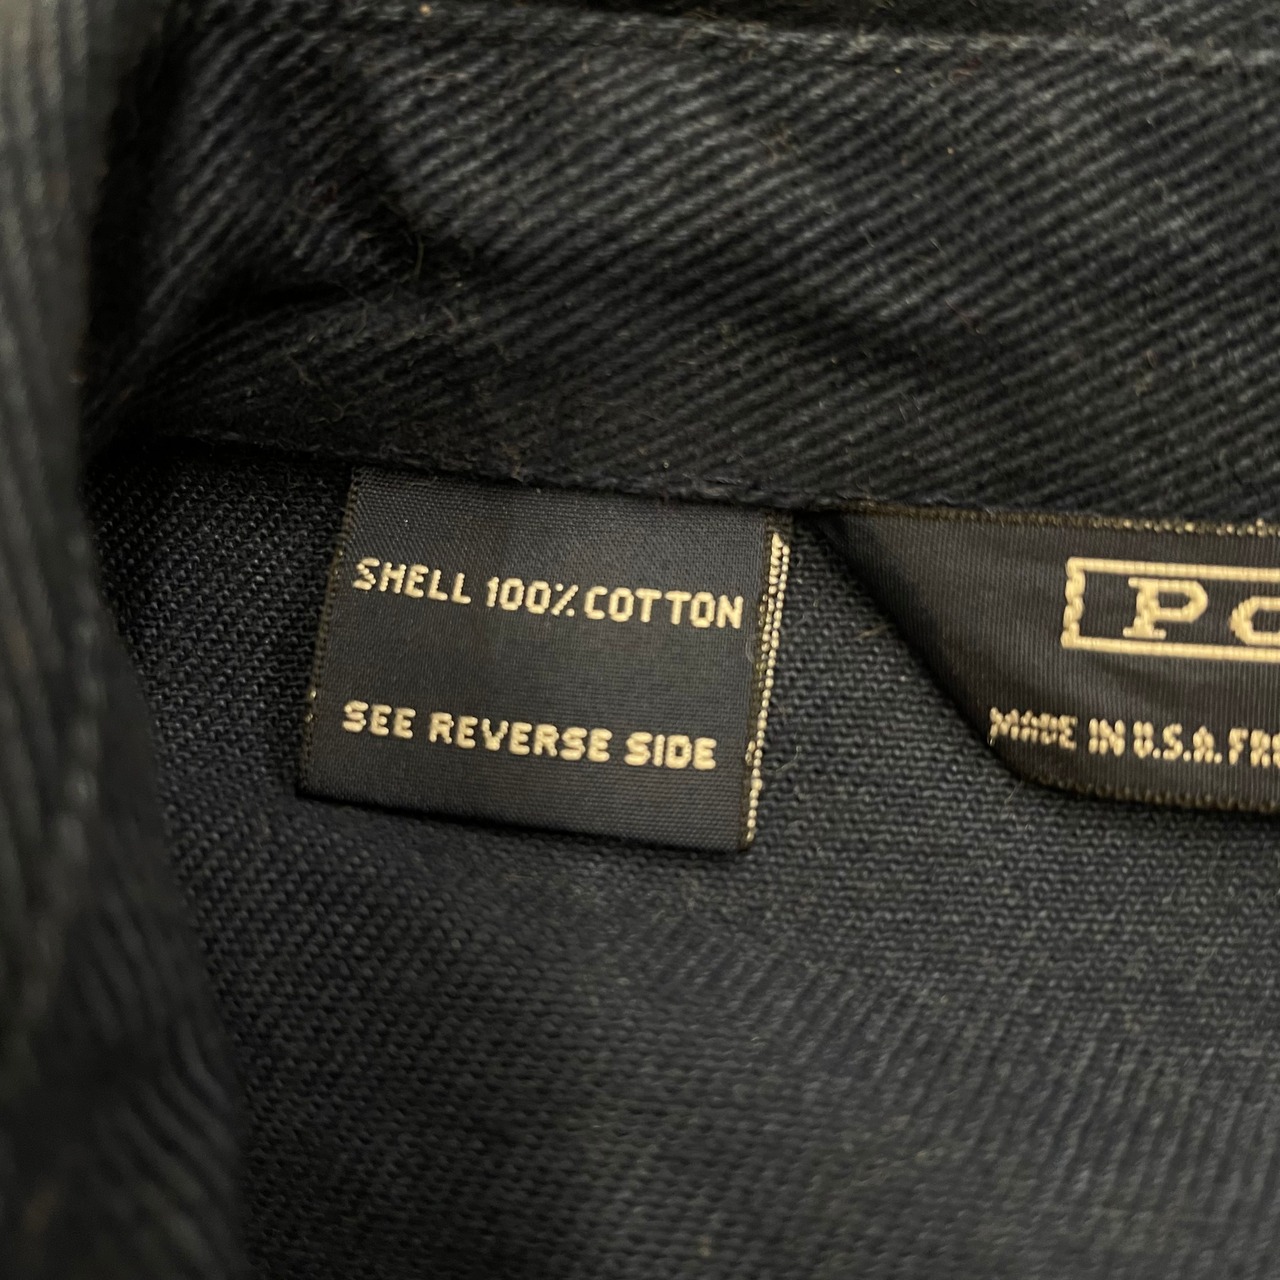 SHELL 100% COTTON
SEE REVERSE SIDE
MADE IN U.S.A.